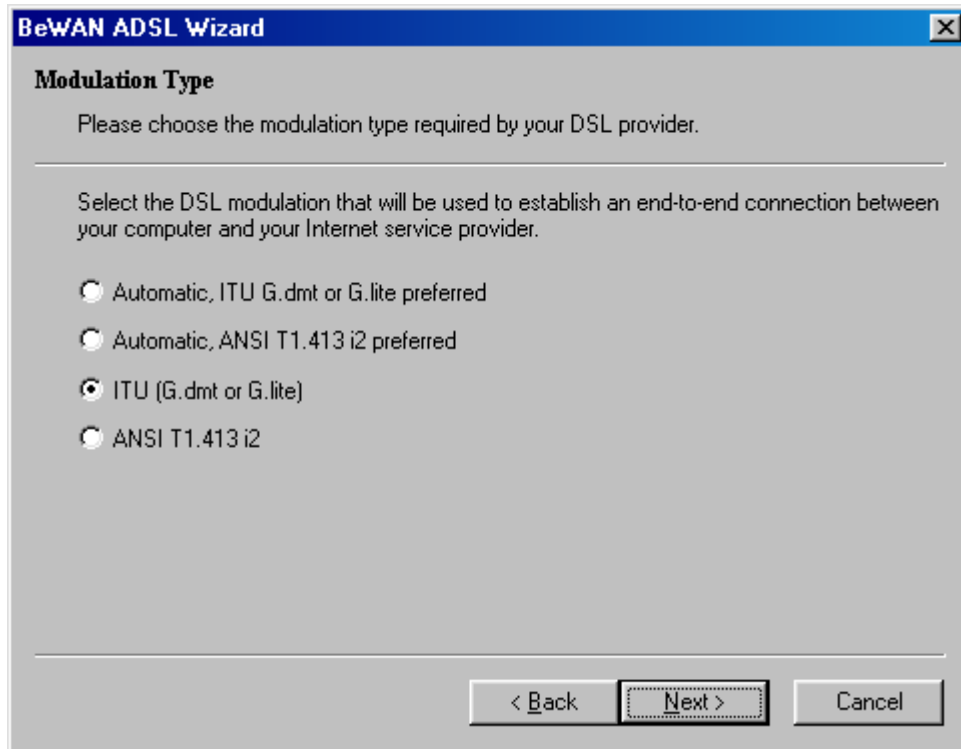 BeWAN ADSL Wizard
Modulation Type
Please choose the modulation type required by your DSL provider.
Select the DSL modulation that will be used to establish an end-to-end connection between
your computer and your Internet service provider.
Automatic, ITU G.dmt or G.lite preferred
Automatic, ANSI T1.413 i2 preferred
ITU (G.dmt or G.lite)
ANSI T1.413 i2
< Back Next > Cancel